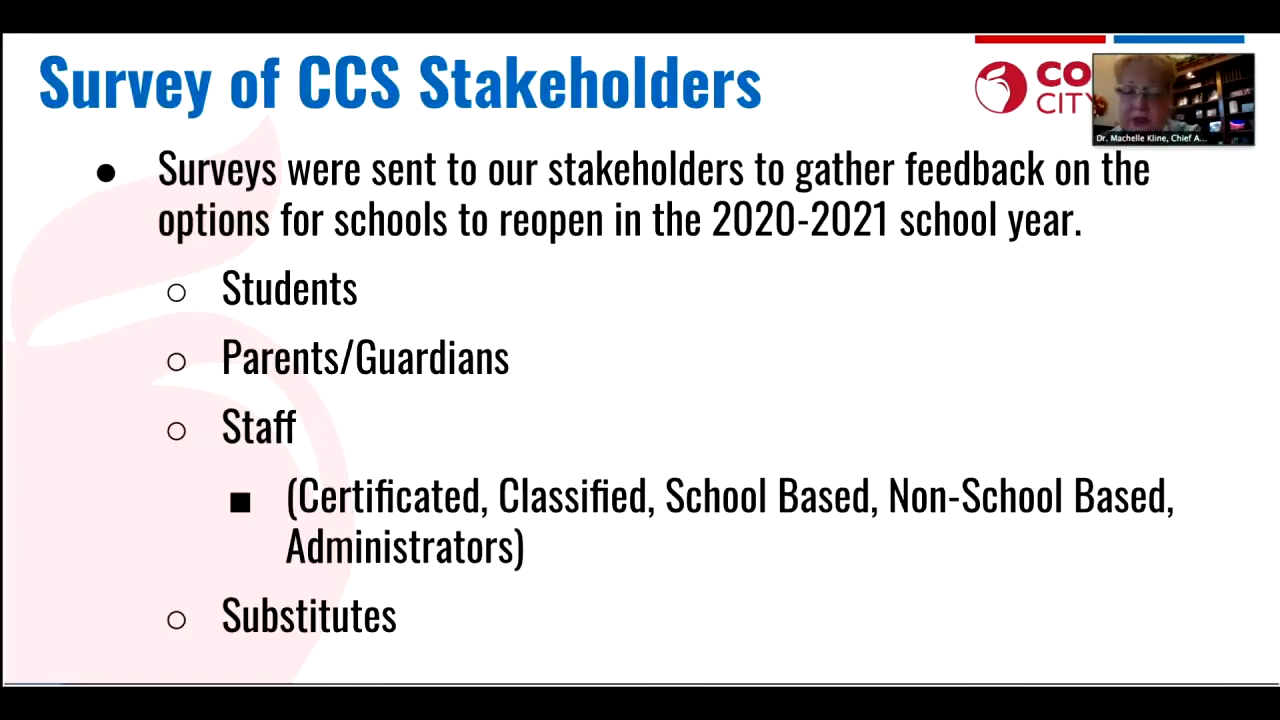 Survey of CCS Stakeholders
CO
CITY
Dr. Machelle Kline, Chief A...
● Surveys were sent to our stakeholders to gather feedback on the
options for schools to reopen in the 2020-2021 school year.
○ Students
○ Parents/Guardians
○ Staff
■ (Certificated, Classified, School Based, Non-School Based,
Administrators)
○ Substitutes